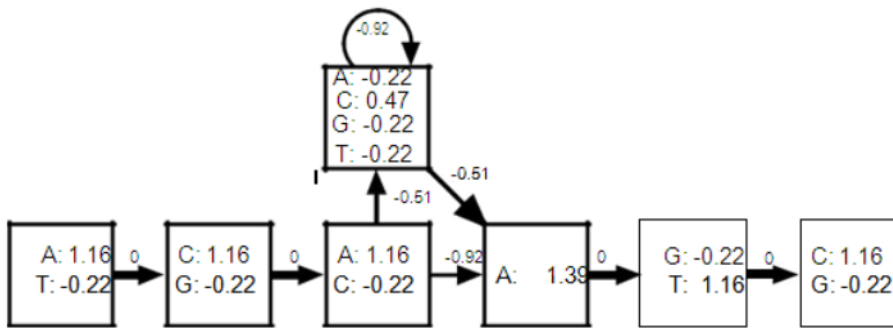 -0.92
A: -0.22
C: 0.47
G: -0.22
T: -0.22
I
-0.51
-0.51
A: 1.16
T: -0.22
0
C: 1.16
G: -0.22
0
A: 1.16
C: -0.22
-0.92
A: 1.39
0
G: -0.22
T: 1.16
0
C: 1.16
G: -0.22